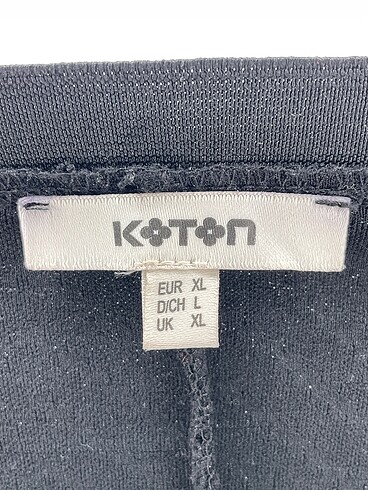 KOTON
EUR XL
D/CH L
UK XL